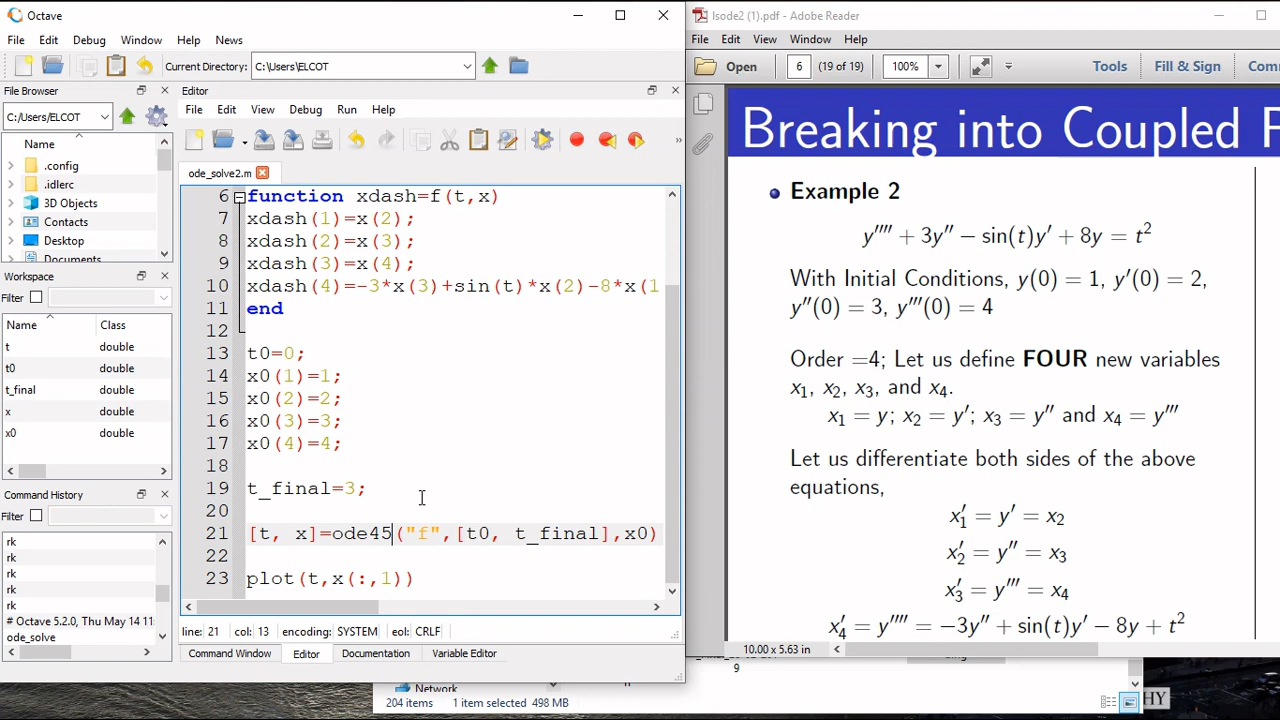 Octave
File Edit Debug Window Help News
Current Directory: C:\Users\ELCOT
File Browser
C:/Users/ELCOT
Name
.config
.idlerc
3D Objects
Contacts
Desktop
Documents
Workspace
Filter
Name Class
t double
t0 double
t_final double
x double
x0 double
Command History
Filter
rk
rk
rk
rk
rk
# Octave 5.2.0, Thu May 14 11:
ode_solve
Editor
File Edit View Debug Run Help
ode_solve2.m
6 function xdash=f(t,x)
7 xdash(1)=x(2);
8 xdash(2)=x(3);
9 xdash(3)=x(4);
10 xdash(4)=-3*x(3)+sin(t)*x(2)-8*x(1
11 end
12
13 t0=0;
14 x0(1)=1;
15 x0(2)=2;
16 x0(3)=3;
17 x0(4)=4;
18
19 t_final=3;
20
21 [t, x]=ode45("f",[t0, t_final],x0)
22
23 plot(t,x(:,1))
line: 21 col: 13 encoding: SYSTEM eol: CRLF
Command Window Editor Documentation Variable Editor
lsode2 (1).pdf - Adobe Reader
File Edit View Window Help
Open 6 (19 of 19) 100% Tools Fill & Sign Com
Breaking into Coupled F
Example 2
y'''' + 3y'' − sin(t)y' + 8y = t²
With Initial Conditions, y(0) = 1, y'(0) = 2,
y''(0) = 3, y'''(0) = 4
Order =4; Let us define FOUR new variables
x₁, x₂, x₃, and x₄.
x₁ = y; x₂ = y'; x₃ = y'' and x₄ = y'''
Let us differentiate both sides of the above
equations,
x₁' = y' = x₂
x₂' = y'' = x₃
x₃' = y''' = x₄
x₄' = y'''' = −3y'' + sin(t)y' − 8y + t²
10.00 x 5.63 in
9
Network
204 items 1 item selected 498 MB
HY